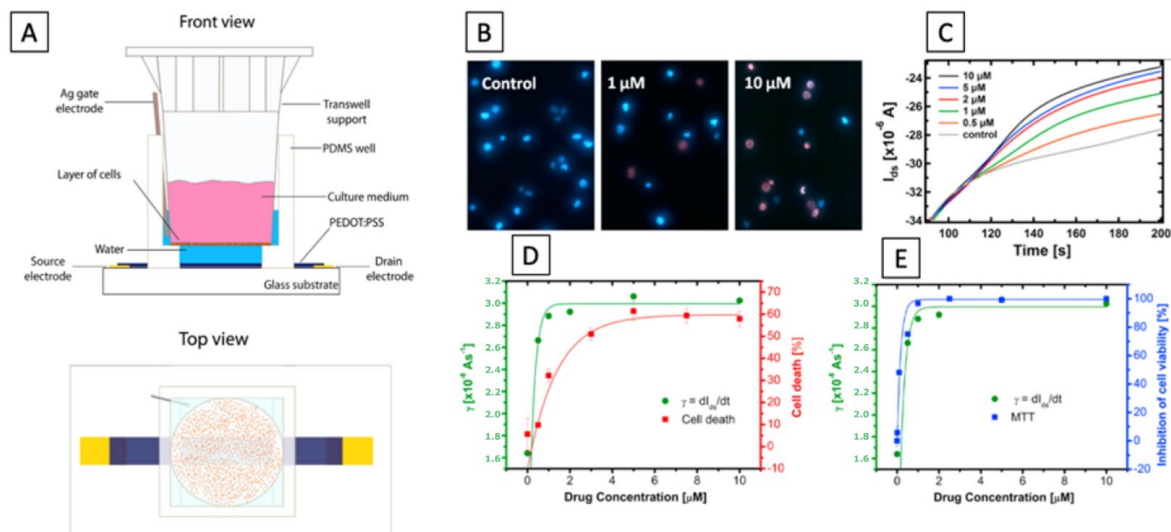 A
Front view
Ag gate
electrode
Transwell
support
PDMS well
Layer of cells
Culture medium
PEDOT:PSS
Water
Source
electrode
Drain
electrode
Glass substrate
Top view
B
Control
1 µM
10 µM
C
-24
-26
-28
-30
-32
-34
I_ds [x10⁻⁶ A]
10 µM
5 µM
2 µM
1 µM
0.5 µM
control
100 120 140 160 180 200
Time [s]
D
3.0
2.8
2.6
2.4
2.2
2.0
1.8
1.6
γ [x10⁻⁸ As⁻¹]
γ = dI_ini/dt
Cell death
70
60
50
40
30
20
10
0
-10
Cell death [%]
0 2 4 6 8 10
Drug Concentration [µM]
E
3.0
2.8
2.6
2.4
2.2
2.0
1.8
1.6
γ [x10⁻⁸ As⁻¹]
γ = dI_ini/dt
MTT
100
80
60
40
20
0
-20
Inhibition of cell viability [%]
0 2 4 6 8 10
Drug Concentration [µM]